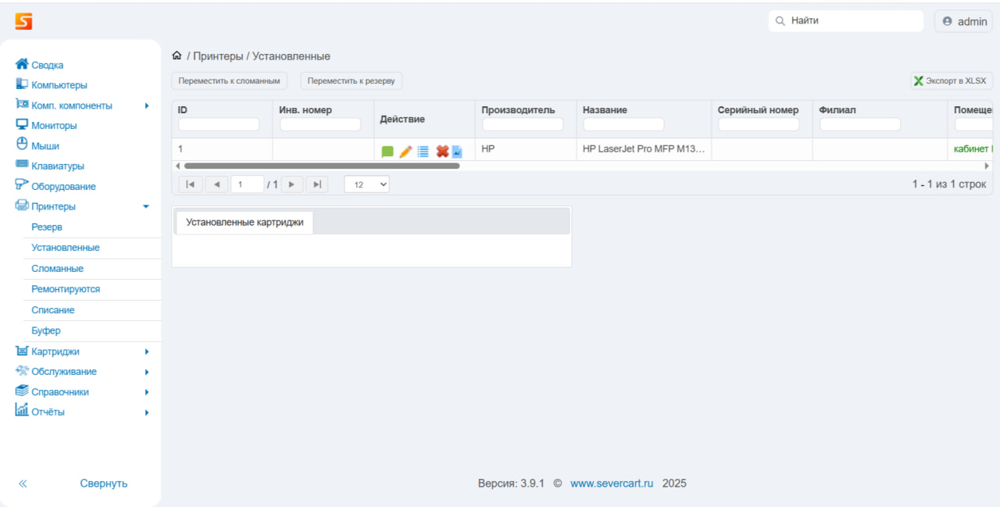 Найти
admin
/ Принтеры / Установленные
Сводка
Компьютеры
Комп. компоненты
Мониторы
Мыши
Клавиатуры
Оборудование
Принтеры
Резерв
Установленные
Сломанные
Ремонтируются
Списание
Буфер
Картриджи
Обслуживание
Справочники
Отчёты
« Свернуть
Переместить к сломанным Переместить к резерву Экспорт в XLSX
ID Инв. номер Действие Производитель Название Серийный номер Филиал Помеще
1 HP HP LaserJet Pro MFP M13... кабинет
1 / 1 12 1 - 1 из 1 строк
Установленные картриджи
Версия: 3.9.1 © www.severcart.ru 2025